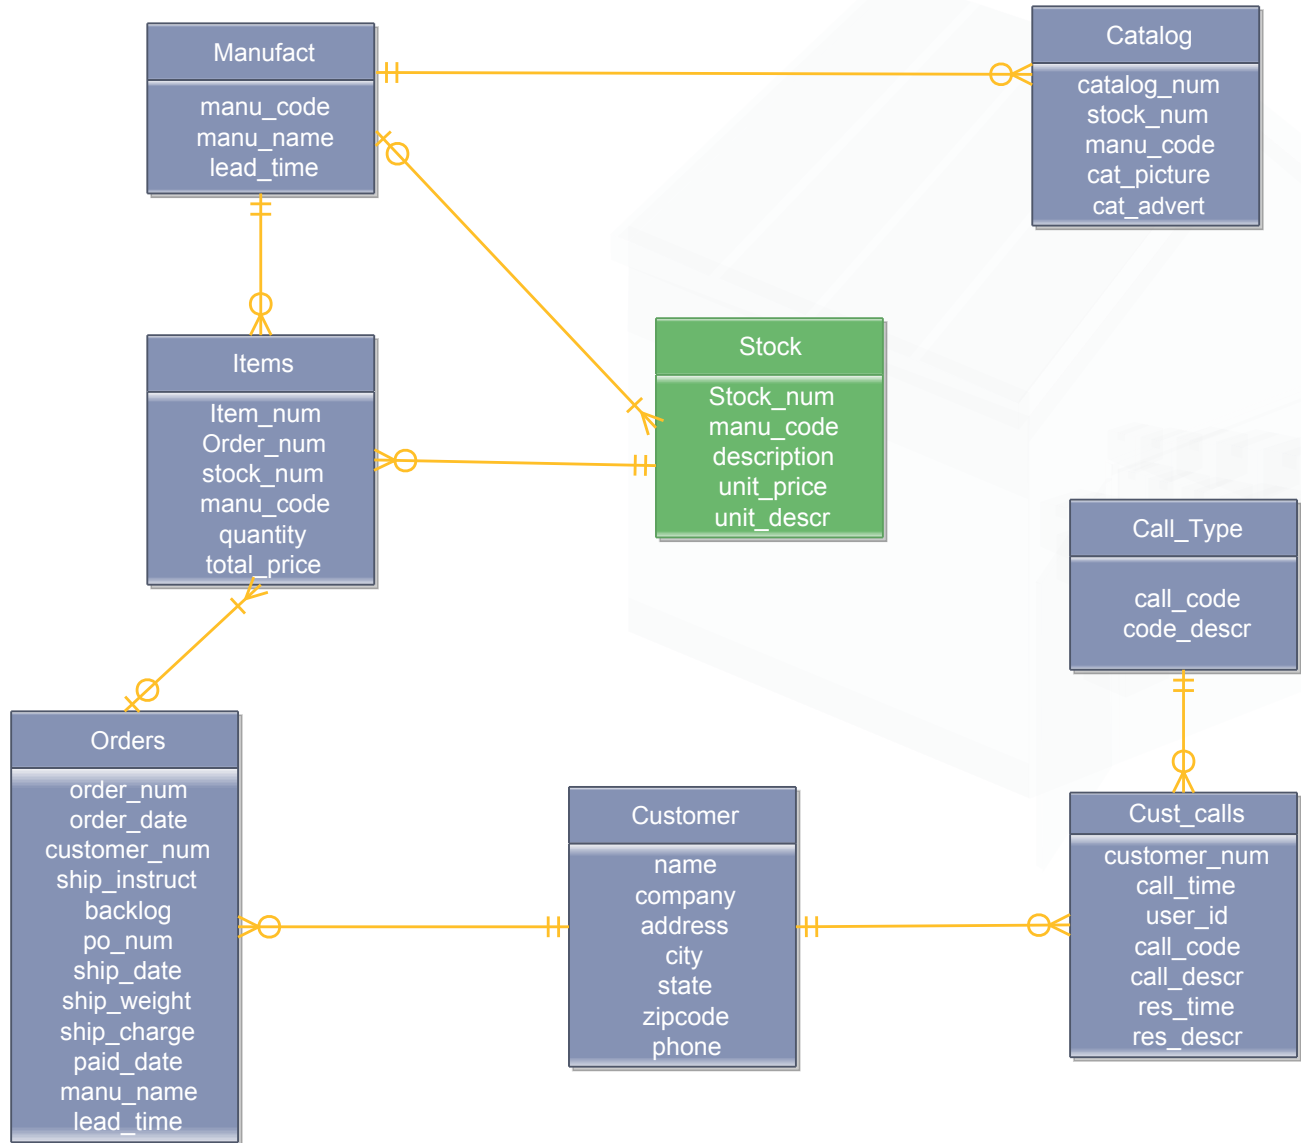 Manufact
manu_code
manu_name
lead_time
Catalog
catalog_num
stock_num
manu_code
cat_picture
cat_advert
Items
Item_num
Order_num
stock_num
manu_code
quantity
total_price
Stock
Stock_num
manu_code
description
unit_price
unit_descr
Call_Type
call_code
code_descr
Orders
order_num
order_date
customer_num
ship_instruct
backlog
po_num
ship_date
ship_weight
ship_charge
paid_date
manu_name
lead_time
Customer
name
company
address
city
state
zipcode
phone
Cust_calls
customer_num
call_time
user_id
call_code
call_descr
res_time
res_descr